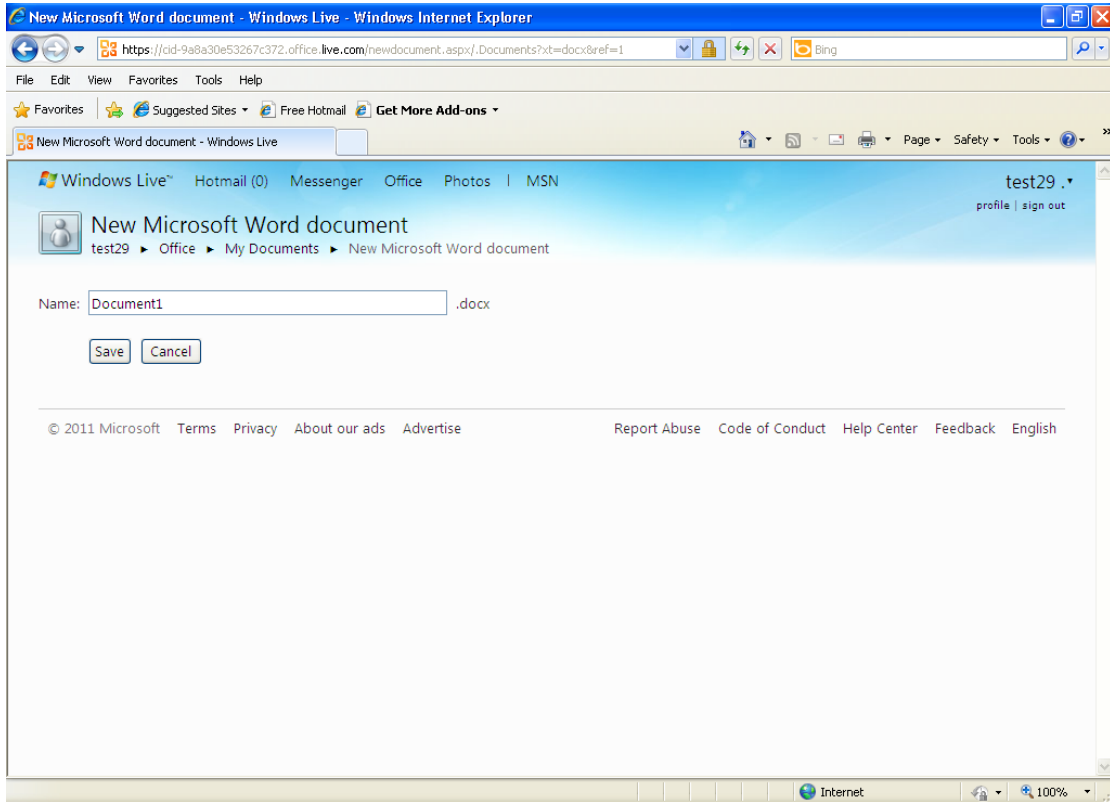 New Microsoft Word document - Windows Live - Windows Internet Explorer
https://cid-9a8a30e53267c372.office.live.com/newdocument.aspx/.Documents?xt=docx&ref=1 Bing
File Edit View Favorites Tools Help
Favorites Suggested Sites Free Hotmail Get More Add-ons
New Microsoft Word document - Windows Live Page Safety Tools »
Windows Live™ Hotmail (0) Messenger Office Photos | MSN test29 .
profile | sign out
New Microsoft Word document
test29 ► Office ► My Documents ► New Microsoft Word document
Name: Document1 .docx
Save Cancel
© 2011 Microsoft Terms Privacy About our ads Advertise Report Abuse Code of Conduct Help Center Feedback English
Internet 100%